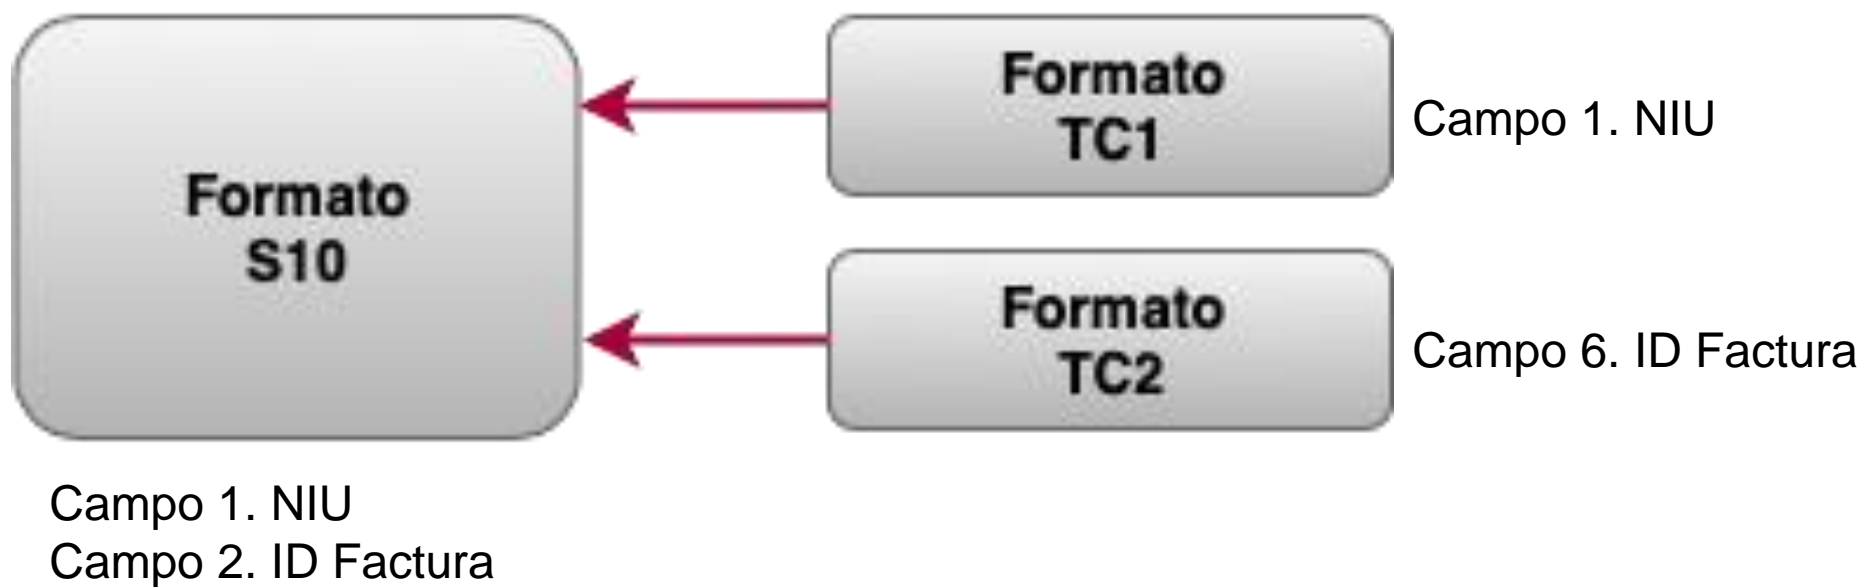 Formato
S10
Formato
TC1
Campo 1. NIU
Formato
TC2
Campo 6. ID Factura
Campo 1. NIU
Campo 2. ID Factura